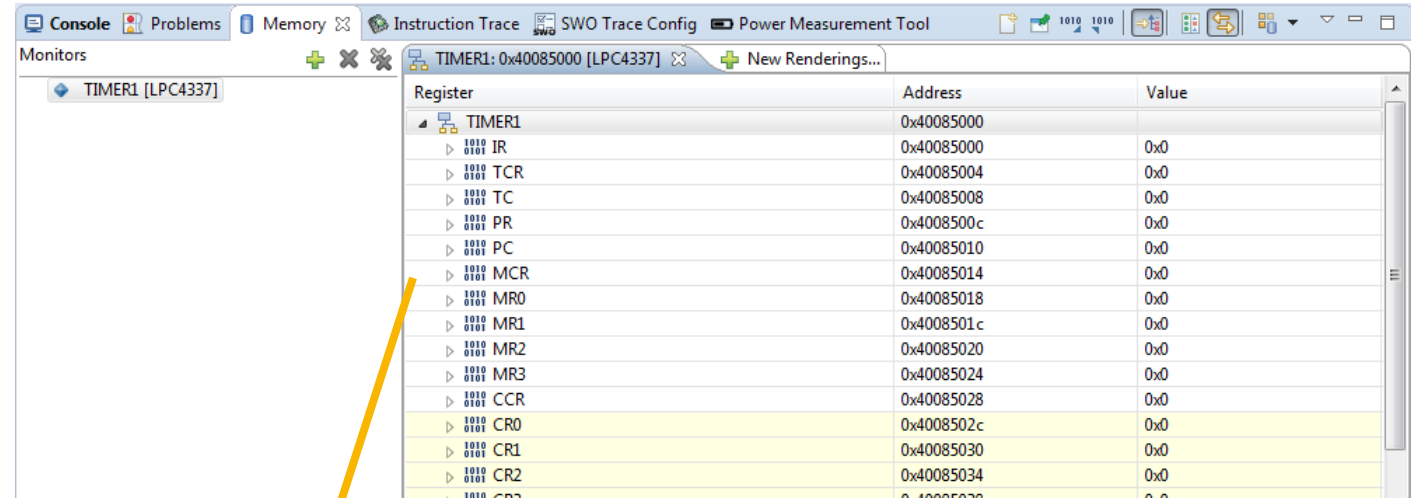 Console Problems Memory Instruction Trace SWO Trace Config Power Measurement Tool
Monitors
TIMER1: 0x40085000 [LPC4337] New Renderings...
TIMER1 [LPC4337]
Register Address Value
TIMER1 0x40085000
IR 0x40085000 0x0
TCR 0x40085004 0x0
TC 0x40085008 0x0
PR 0x4008500c 0x0
PC 0x40085010 0x0
MCR 0x40085014 0x0
MR0 0x40085018 0x0
MR1 0x4008501c 0x0
MR2 0x40085020 0x0
MR3 0x40085024 0x0
CCR 0x40085028 0x0
CR0 0x4008502c 0x0
CR1 0x40085030 0x0
CR2 0x40085034 0x0